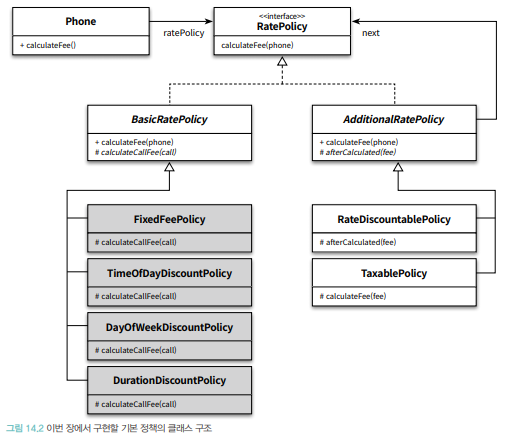 Phone
+ calculateFee()
ratePolicy
<<interface>>
RatePolicy
calculateFee(phone)
next
BasicRatePolicy
+ calculateFee(phone)
# calculateCallFee(call)
AdditionalRatePolicy
+ calculateFee(phone)
# afterCalculated(fee)
FixedFeePolicy
# calculateCallFee(call)
TimeOfDayDiscountPolicy
# calculateCallFee(call)
DayOfWeekDiscountPolicy
# calculateCallFee(call)
DurationDiscountPolicy
# calculateCallFee(call)
RateDiscountablePolicy
# afterCalculated(fee)
TaxablePolicy
# calculateFee(fee)
그림 14.2 이번 장에서 구현할 기본 정책의 클래스 구조